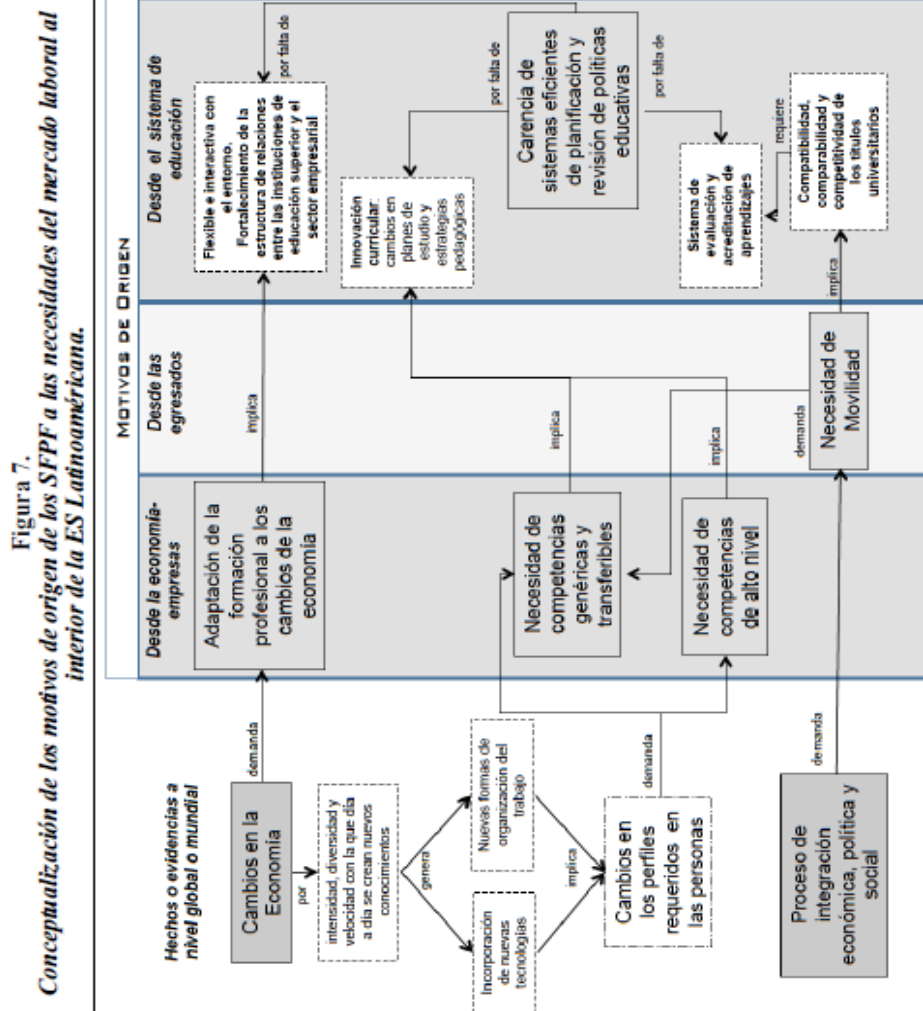 Figura 7.
Conceptualización de los motivos de origen de los SFPF a las necesidades del mercado laboral al
interior de la ES Latinoaméricana.
MOTIVOS DE ORIGEN
Hechos o evidencias a
nivel global o mundial
Desde la economía-
empresas
Desde las
egresados
Desde el sistema de
educación
Cambios en la
Economía
demanda
Adaptación de la
formación
profesional a los
cambios de la
economía
implica
Flexible e interactiva con
el entorno.
Fortalecimiento de la
estructura de relaciones
entre las instituciones de
educación superior y el
sector empresarial
por falta de
por
intensidad, diversidad y
velocidad con la que día
a día se crean nuevos
conocimientos
genera
Incorporación
de nuevas
tecnologías
Nuevas formas de
organización del
trabajo
implica
Cambios en
los perfiles
requeridos en
las personas
demanda
Necesidad de
competencias
genéricas y
transferibles
implica
Innovación
curricular:
cambios en
planes de
estudio y
estrategias
pedagógicas
por falta de
Carencia de
sistemas eficientes
de planificación y
revisión de políticas
educativas
por falta de
Necesidad de
competencias
de alto nivel
implica
Sistema de
evaluación y
acreditación de
aprendizajes
requiere
demanda
Proceso de
integración
económica, política y
social
demanda
Necesidad de
Movilidad
implica
Compatibilidad,
comparabilidad y
competitividad de
los títulos
universitarios